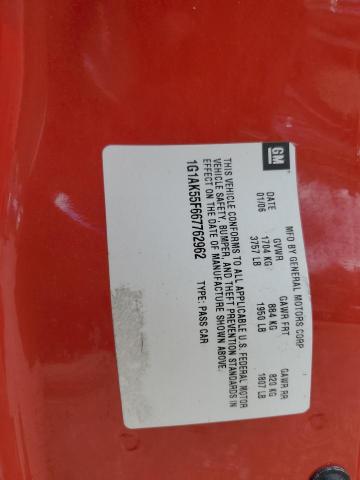 GM
MFD BY GENERAL MOTORS CORP
DATE GVWR GAWR FRT GAWR RR
01/06 1704 KG 884 KG 820 KG
3757 LB 1950 LB 1807 LB
THIS VEHICLE CONFORMS TO ALL APPLICABLE U.S. FEDERAL MOTOR
VEHICLE SAFETY, BUMPER, AND THEFT PREVENTION STANDARDS IN
EFFECT ON THE DATE OF MANUFACTURE SHOWN ABOVE.
1G1AK55F667762962 TYPE: PASS CAR